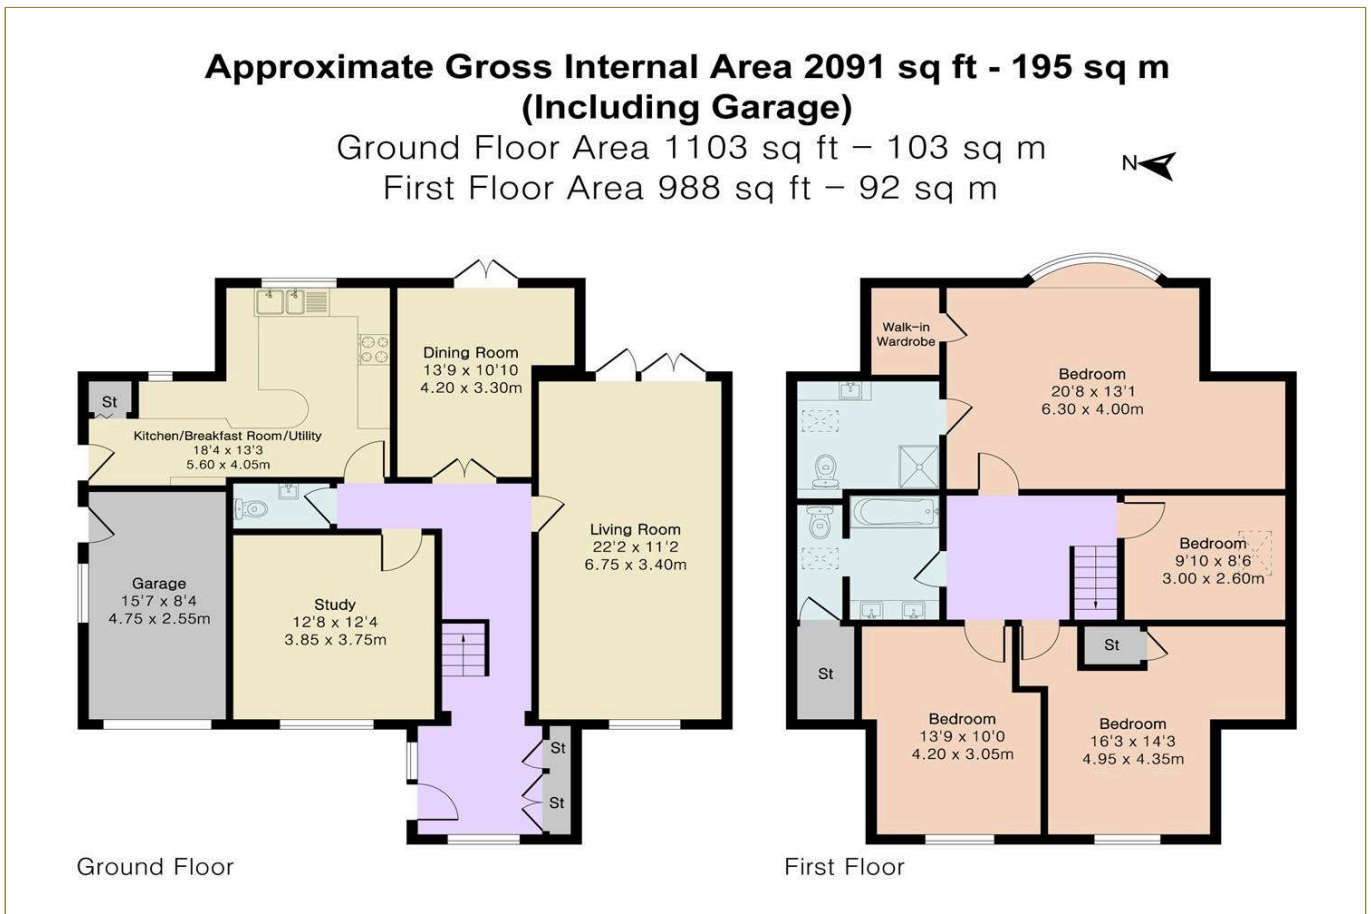 Approximate Gross Internal Area 2091 sq ft - 195 sq m
(Including Garage)
Ground Floor Area 1103 sq ft – 103 sq m
First Floor Area 988 sq ft – 92 sq m
N
St
Kitchen/Breakfast Room/Utility
18'4 x 13'3
5.60 x 4.05m
Dining Room
13'9 x 10'10
4.20 x 3.30m
Living Room
22'2 x 11'2
6.75 x 3.40m
Garage
15'7 x 8'4
4.75 x 2.55m
Study
12'8 x 12'4
3.85 x 3.75m
St
St
Ground Floor
Walk-in
Wardrobe
Bedroom
20'8 x 13'1
6.30 x 4.00m
Bedroom
9'10 x 8'6
3.00 x 2.60m
St
St
Bedroom
13'9 x 10'0
4.20 x 3.05m
Bedroom
16'3 x 14'3
4.95 x 4.35m
First Floor